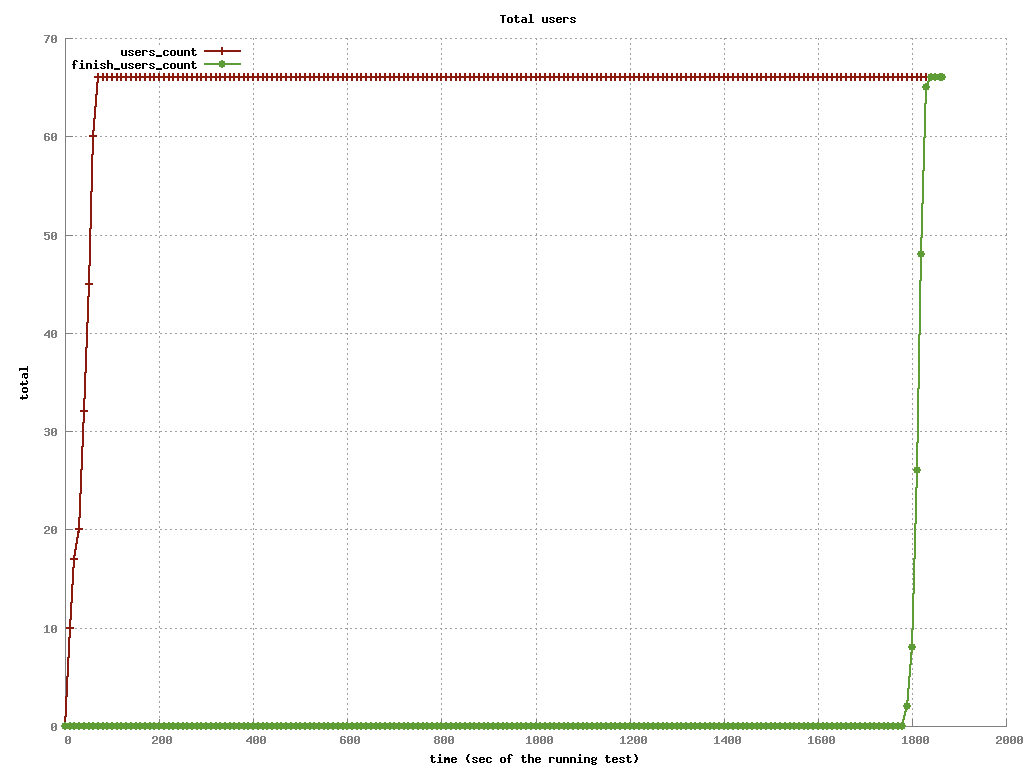 Total users
users_count
finish_users_count
70
60
50
40
30
20
10
0
total
0 200 400 600 800 1000 1200 1400 1600 1800 2000
time (sec of the running test)